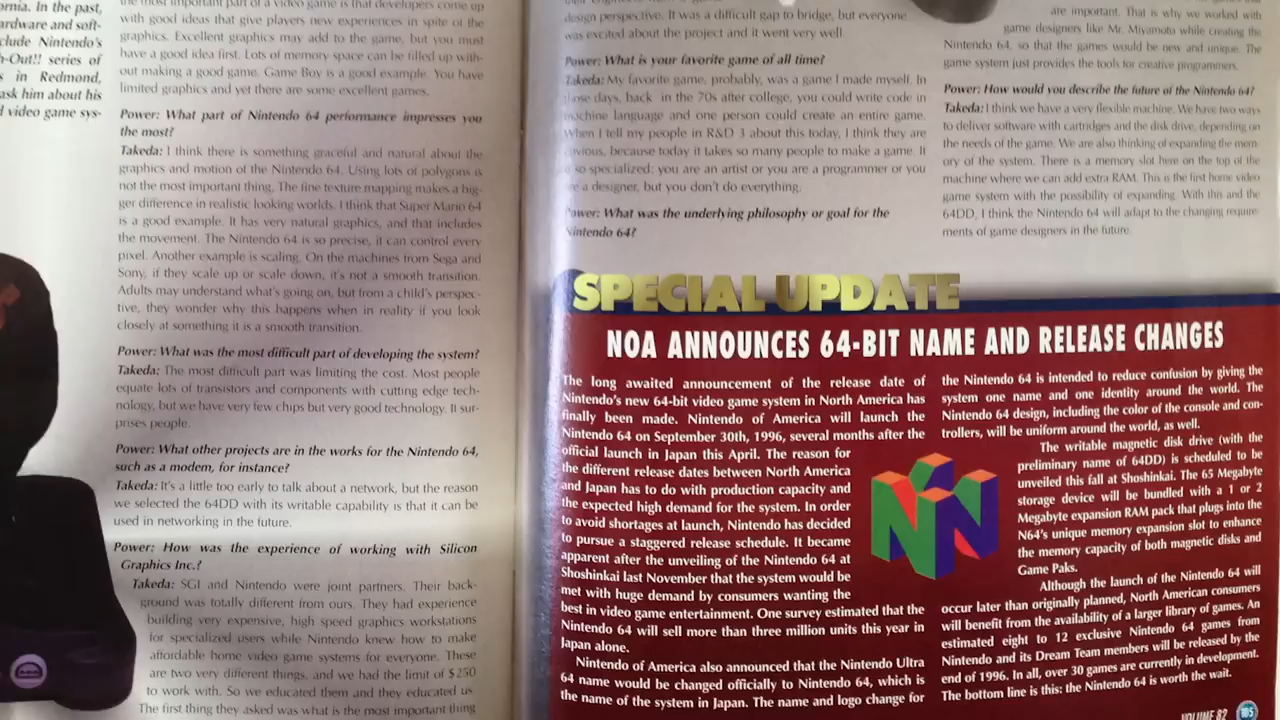 ornia. In the past,
ardware and soft-
clude Nintendo's
h-Out!! series of
s in Redmond,
ask him about his
d video game sys-
the most important part of a video game is that developers come up
with good ideas that give players new experiences in spite of the
graphics. Excellent graphics may add to the game, but you must
have a good idea first. Lots of memory space can be filled up with-
out making a good game. Game Boy is a good example. You have
limited graphics and yet there are some excellent games.
Power: What part of Nintendo 64 performance impresses you
the most?
Takeda: I think there is something graceful and natural about the
graphics and motion of the Nintendo 64. Using lots of polygons is
not the most important thing. The fine texture mapping makes a big-
ger difference in realistic looking worlds. I think that Super Mario 64
is a good example. It has very natural graphics, and that includes
the movement. The Nintendo 64 is so precise, it can control every
pixel. Another example is scaling. On the machines from Sega and
Sony, if they scale up or scale down, it's not a smooth transition.
Adults may understand what's going on, but from a child's perspec-
tive, they wonder why this happens when in reality if you look
closely at something it is a smooth transition.
Power: What was the most difficult part of developing the system?
Takeda: The most difficult part was limiting the cost. Most people
equate lots of transistors and components with cutting edge tech-
nology, but we have very few chips but very good technology. It sur-
prises people.
Power: What other projects are in the works for the Nintendo 64,
such as a modem, for instance?
Takeda: It's a little too early to talk about a network, but the reason
we selected the 64DD with its writable capability is that it can be
used in networking in the future.
Power: How was the experience of working with Silicon
Graphics Inc.?
Takeda: SGI and Nintendo were joint partners. Their back-
ground was totally different from ours. They had experience
building very expensive, high speed graphics workstations
for specialized users while Nintendo knew how to make
affordable home video game systems for everyone. These
are two very different things, and we had the limit of $250
to work with. So we educated them and they educated us.
The first thing they asked was what is the most important thing
design perspective. It was a difficult gap to bridge, but everyone
was excited about the project and it went very well.
Power: What is your favorite game of all time?
Takeda: My favorite game, probably, was a game I made myself. In
those days, back in the 70s after college, you could write code in
machine language and one person could create an entire game.
When I tell my people in R&D 3 about this today, I think they are
envious, because today it takes so many people to make a game. It
is so specialized; you are an artist or you are a programmer or you
are a designer, but you don't do everything.
Power: What was the underlying philosophy or goal for the
Nintendo 64?
are important. That is why we worked with
game designers like Mr. Miyamoto while creating the
Nintendo 64, so that the games would be new and unique. The
game system just provides the tools for creative programmers.
Power: How would you describe the future of the Nintendo 64?
Takeda: I think we have a very flexible machine. We have two ways
to deliver software with cartridges and the disk drive, depending on
the needs of the game. We are also thinking of expanding the mem-
ory of the system. There is a memory slot here on the top of the
machine where we can add extra RAM. This is the first home video
game system with the possibility of expanding. With this and the
64DD, I think the Nintendo 64 will adapt to the changing require-
ments of game designers in the future.
SPECIAL UPDATE
NOA ANNOUNCES 64-BIT NAME AND RELEASE CHANGES
The long awaited announcement of the release date of
Nintendo's new 64-bit video game system in North America has
finally been made. Nintendo of America will launch the
Nintendo 64 on September 30th, 1996, several months after the
official launch in Japan this April. The reason for
the different release dates between North America
and Japan has to do with production capacity and
the expected high demand for the system. In order
to avoid shortages at launch, Nintendo has decided
to pursue a staggered release schedule. It became
apparent after the unveiling of the Nintendo 64 at
Shoshinkai last November that the system would be
met with huge demand by consumers wanting the
best in video game entertainment. One survey estimated that the
Nintendo 64 will sell more than three million units this year in
Japan alone.
Nintendo of America also announced that the Nintendo Ultra
64 name would be changed officially to Nintendo 64, which is
the name of the system in Japan. The name and logo change for
the Nintendo 64 is intended to reduce confusion by giving the
system one name and one identity around the world. The
Nintendo 64 design, including the color of the console and con-
trollers, will be uniform around the world, as well.
The writable magnetic disk drive (with the
preliminary name of 64DD) is scheduled to be
unveiled this fall at Shoshinkai. The 65 Megabyte
storage device will be bundled with a 1 or 2
Megabyte expansion RAM pack that plugs into the
N64's unique memory expansion slot to enhance
the memory capacity of both magnetic disks and
Game Paks.
Although the launch of the Nintendo 64 will
occur later than originally planned, North American consumers
will benefit from the availability of a larger library of games. An
estimated eight to 12 exclusive Nintendo 64 games from
Nintendo and its Dream Team members will be released by the
end of 1996. In all, over 30 games are currently in development.
The bottom line is this: the Nintendo 64 is worth the wait.
VOLUME 82 105